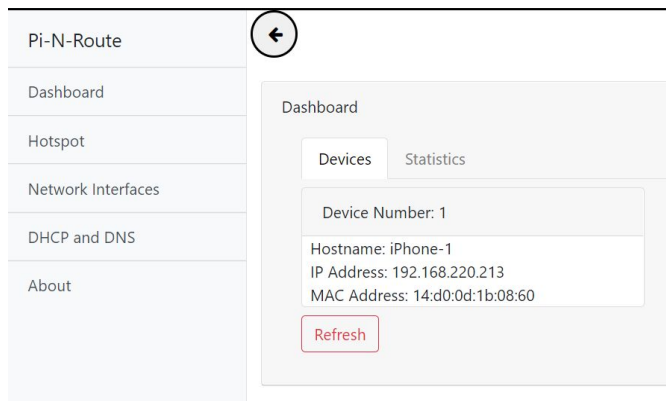 Pi-N-Route
Dashboard
Hotspot
Network Interfaces
DHCP and DNS
About
Dashboard
Devices
Statistics
Device Number: 1
Hostname: iPhone-1
IP Address: 192.168.220.213
MAC Address: 14:d0:0d:1b:08:60
Refresh